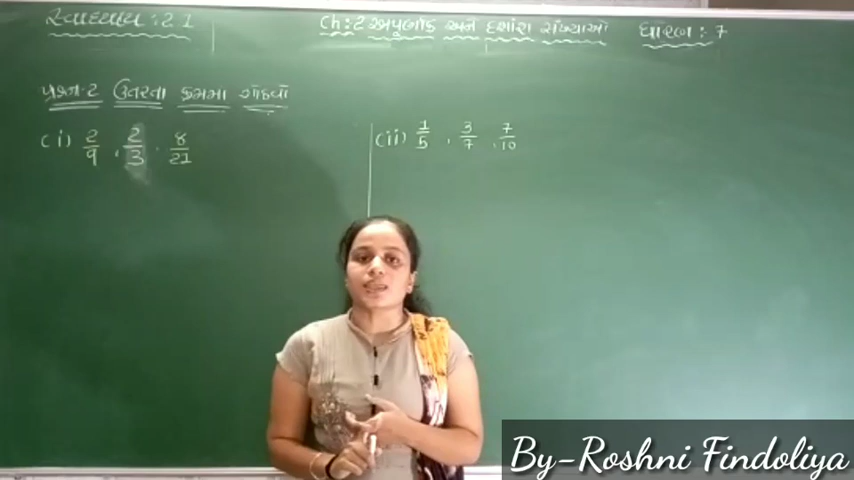 સ્વાધ્યાય : 2.1
Ch: 2 અપૂર્ણાંક અને દશાંશ સંખ્યાઓ
ધોરણ : 7
પ્રશ્ન-2 ઉતરતા ક્રમમા ગોઠવો
(i) 2/9 , 2/3 , 8/21
(ii) 1/5 , 3/7 , 7/10
By-Roshni Findoliya